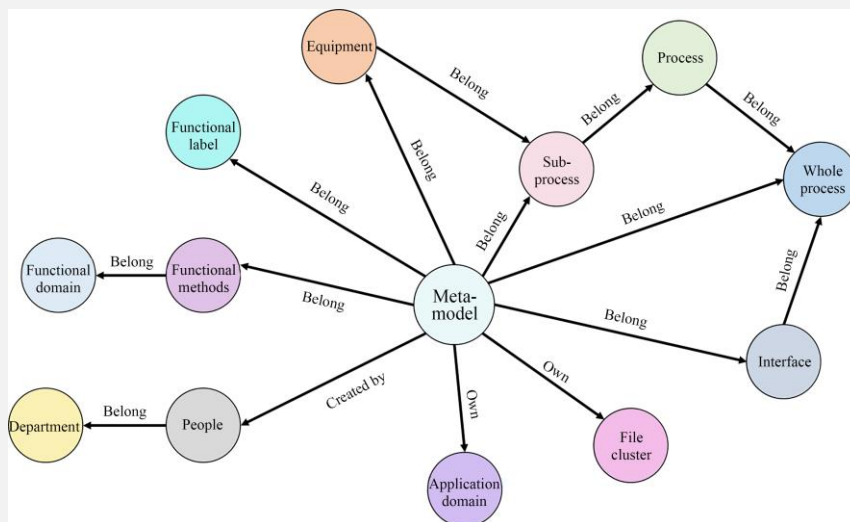 Equipment
Process
Belong
Belong
Belong
Functional
label
Sub-
process
Whole
process
Belong
Belong
Belong
Belong
Belong
Functional
domain
Belong
Functional
methods
Belong
Meta-
model
Belong
Interface
Created by
Own
Own
Department
Belong
People
File
cluster
Application
domain